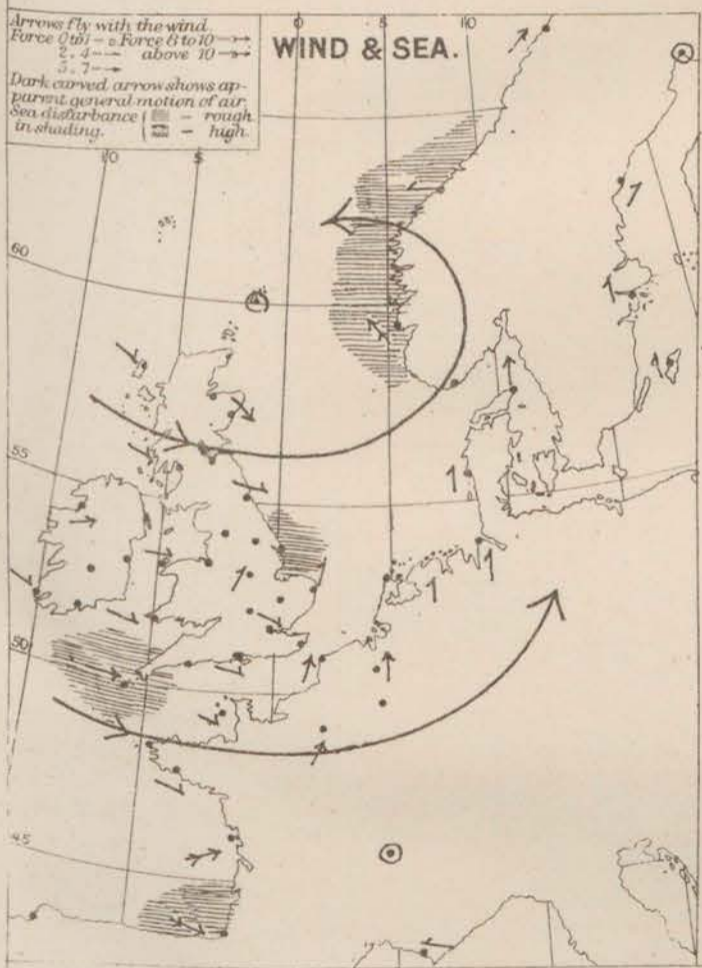 Arrows fly with the wind.
Force 0 to 1 – o Force 8 to 10
2. 4 – above 10
5. 7 –
Dark curved arrow shows ap-
parent general motion of air
Sea disturbance – rough
in shading. – high.
WIND & SEA.
0 10
10 5
60
55
50
45